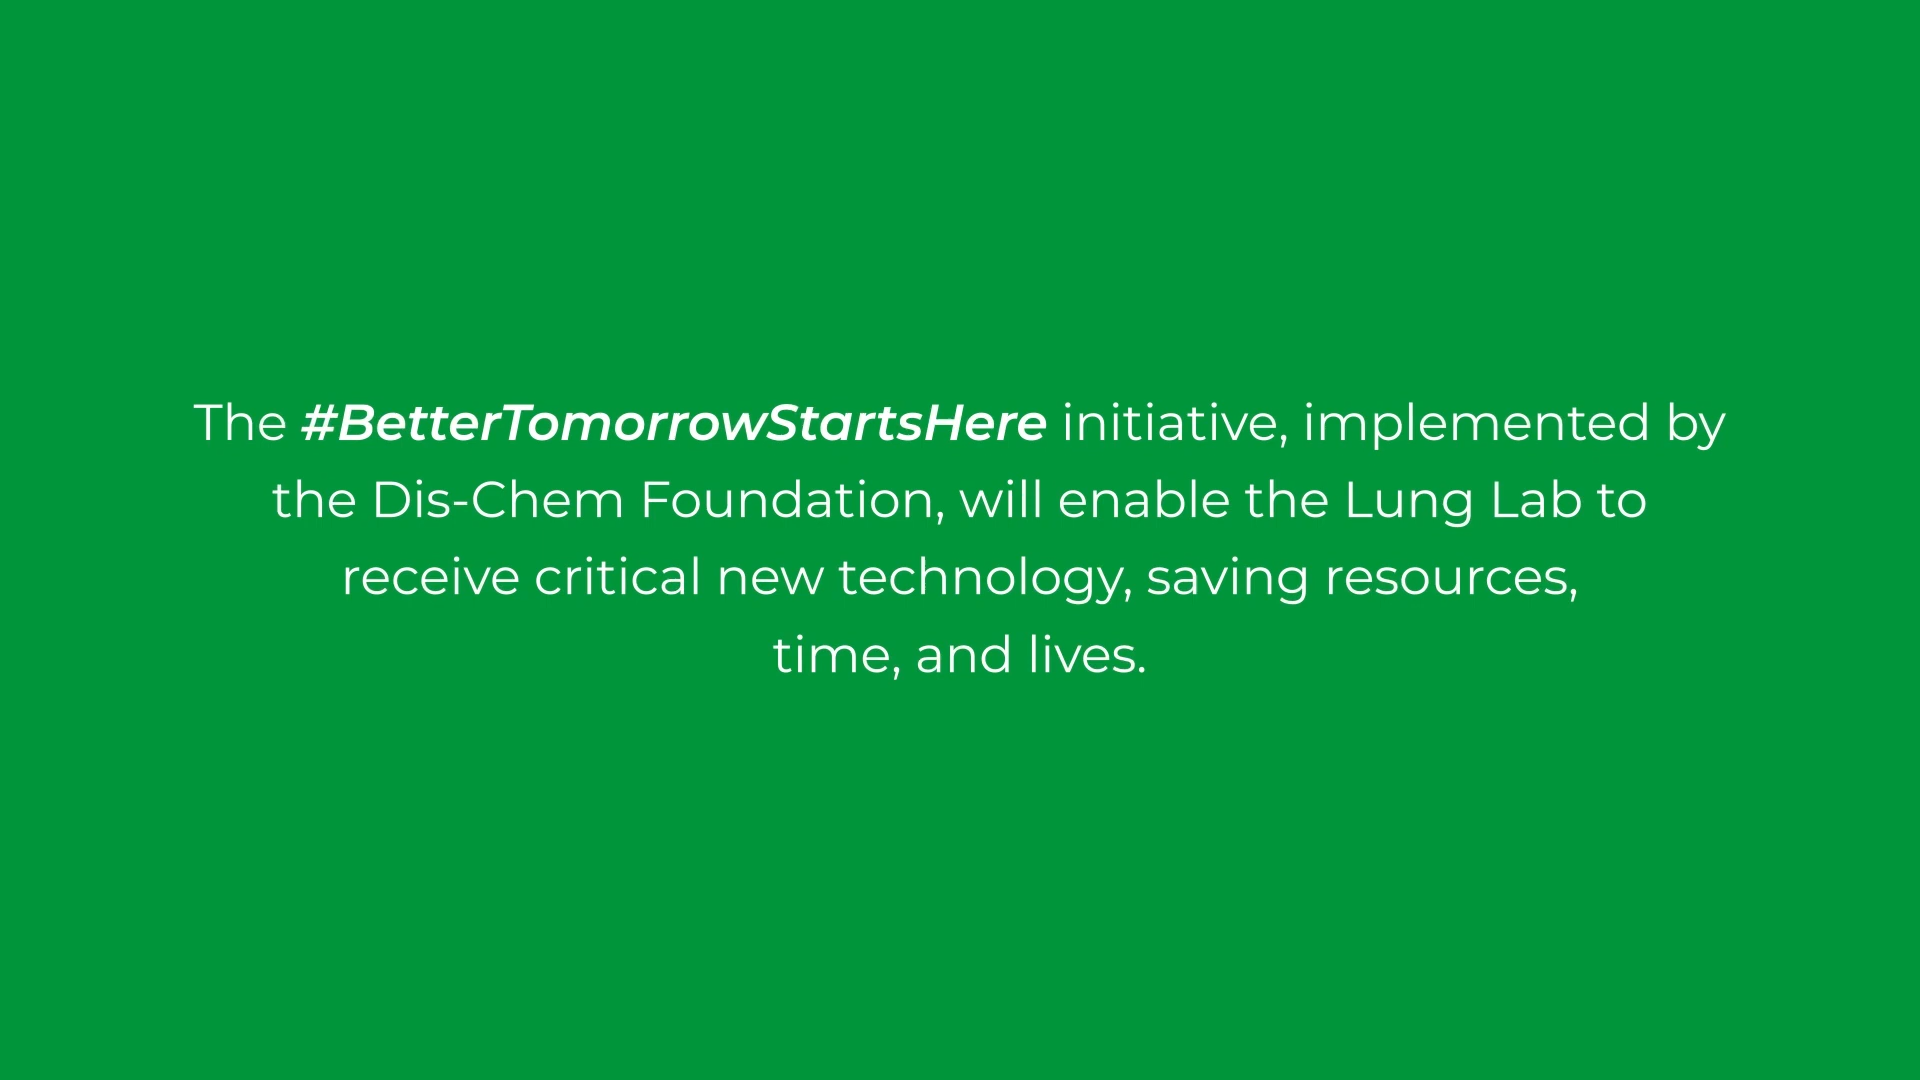 The #BetterTomorrowStartsHere initiative, implemented by
the Dis-Chem Foundation, will enable the Lung Lab to
receive critical new technology, saving resources,
time, and lives.